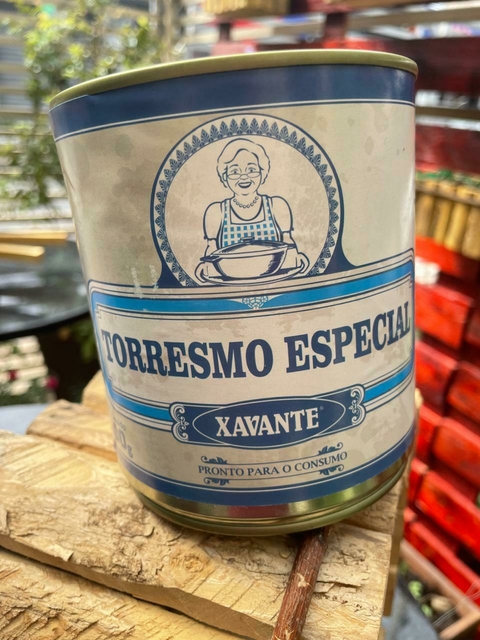 TORRESMO ESPECIAL
XAVANTE
PRONTO PARA O CONSUMO